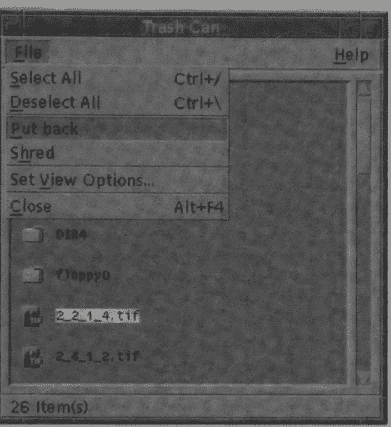 Trash Can
File Help
Select All Ctrl+/
Deselect All Ctrl+\
Put back
Shred
Set View Options...
Close Alt+F4
DIR4
floppy0
2_2_1_4.tif
2_4_1_2.tif
26 Item(s)